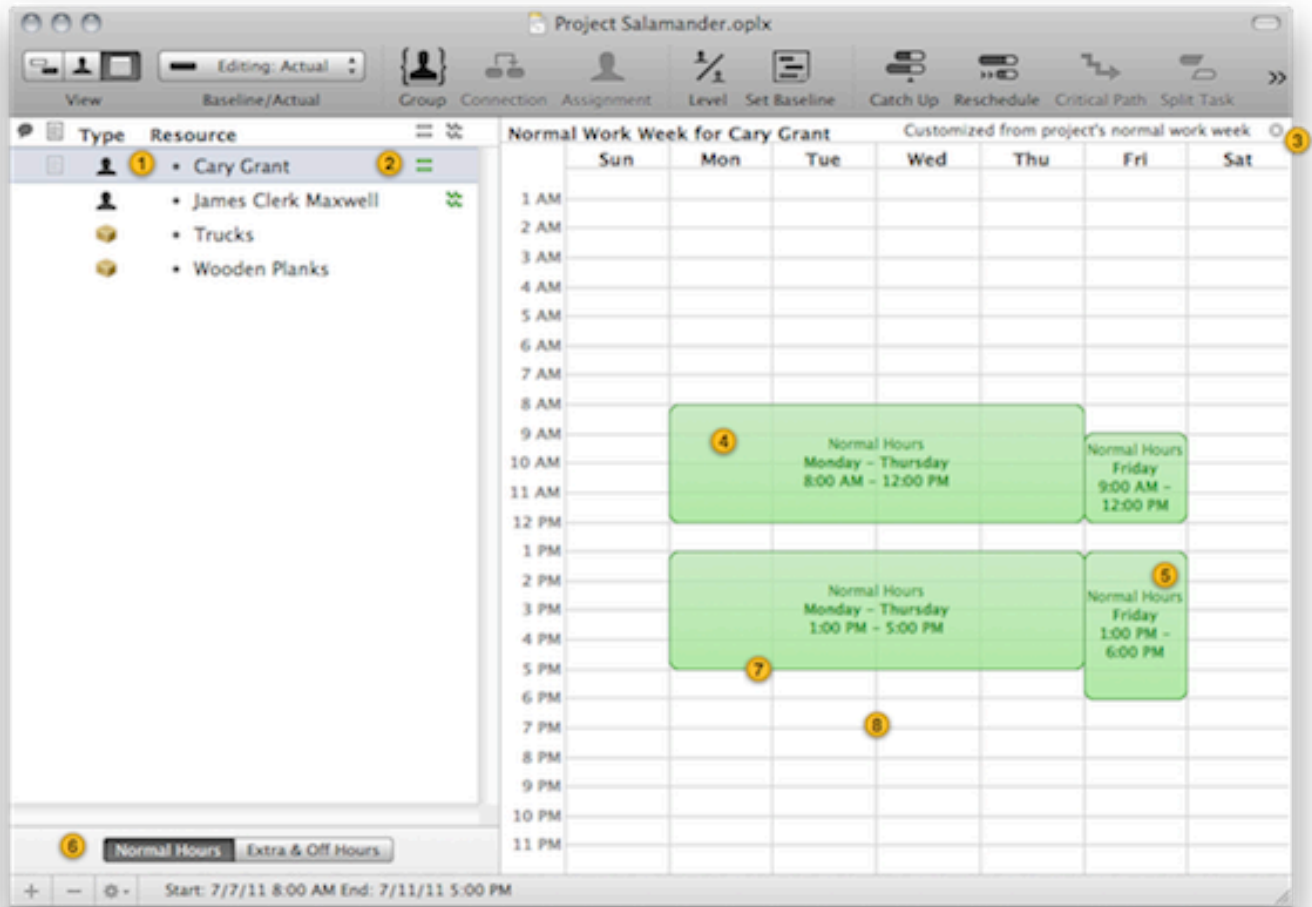 Project Salamander.oplx
Editing: Actual
View Baseline/Actual Group Connection Assignment Level Set Baseline Catch Up Reschedule Critical Path Split Task
Type Resource
1 Cary Grant 2
James Clerk Maxwell
Trucks
Wooden Planks
6 Normal Hours Extra & Off Hours
Normal Work Week for Cary Grant Customized from project's normal work week 3
Sun Mon Tue Wed Thu Fri Sat
1 AM
2 AM
3 AM
4 AM
5 AM
6 AM
7 AM
8 AM
9 AM
10 AM
11 AM
12 PM
1 PM
2 PM
3 PM
4 PM
5 PM
6 PM
7 PM
8 PM
9 PM
10 PM
11 PM
4
Normal Hours
Monday – Thursday
8:00 AM – 12:00 PM
Normal Hours
Friday
9:00 AM –
12:00 PM
Normal Hours
Monday – Thursday
1:00 PM – 5:00 PM
5
Normal Hours
Friday
1:00 PM –
6:00 PM
7
8
Start: 7/7/11 8:00 AM End: 7/11/11 5:00 PM